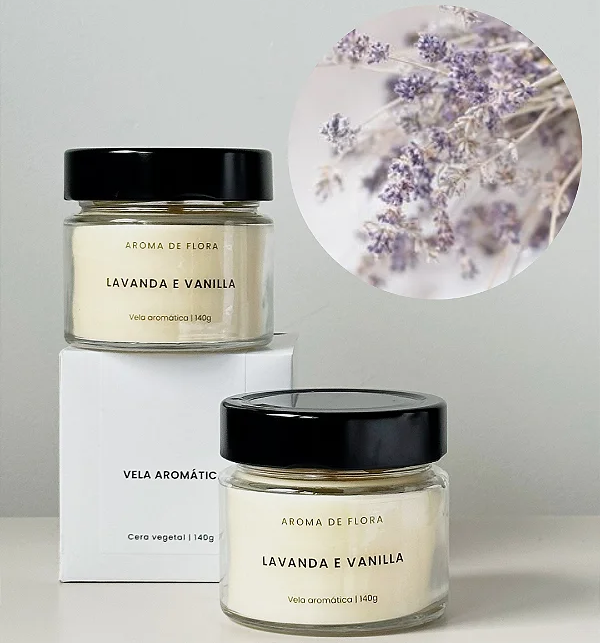 AROMA DE FLORA
LAVANDA E VANILLA
Vela aromática | 140g
VELA AROMÁTIC
Cera vegetal | 140g
AROMA DE FLORA
LAVANDA E VANILLA
Vela aromática | 140g